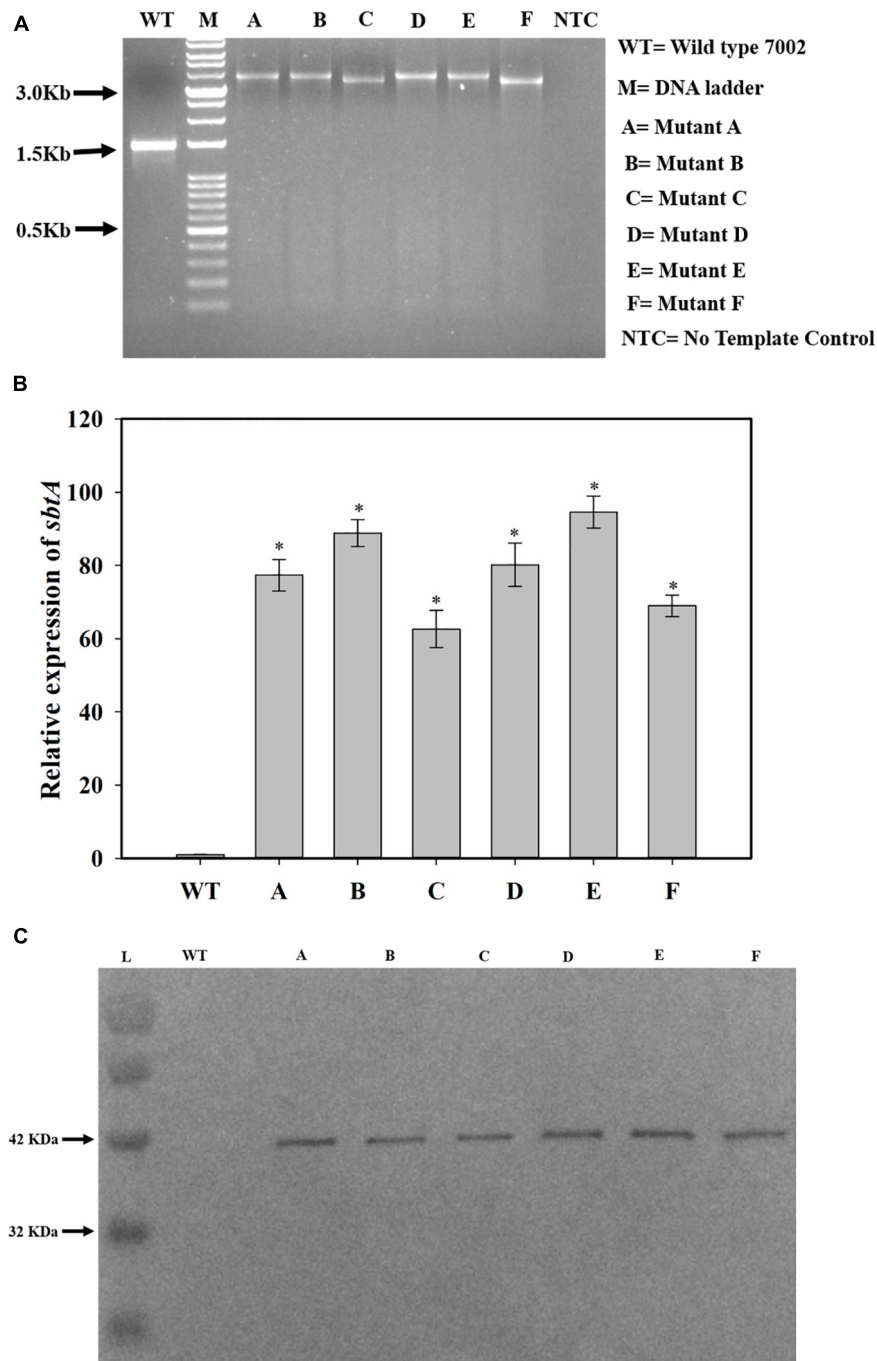 A
WT M A B C D E F NTC
3.0Kb
1.5Kb
0.5Kb
WT= Wild type 7002
M= DNA ladder
A= Mutant A
B= Mutant B
C= Mutant C
D= Mutant D
E= Mutant E
F= Mutant F
NTC= No Template Control
B
Relative expression of sbtA
120
100
80
60
40
20
0
* * * * * *
WT A B C D E F
C
L WT A B C D E F
42 KDa
32 KDa